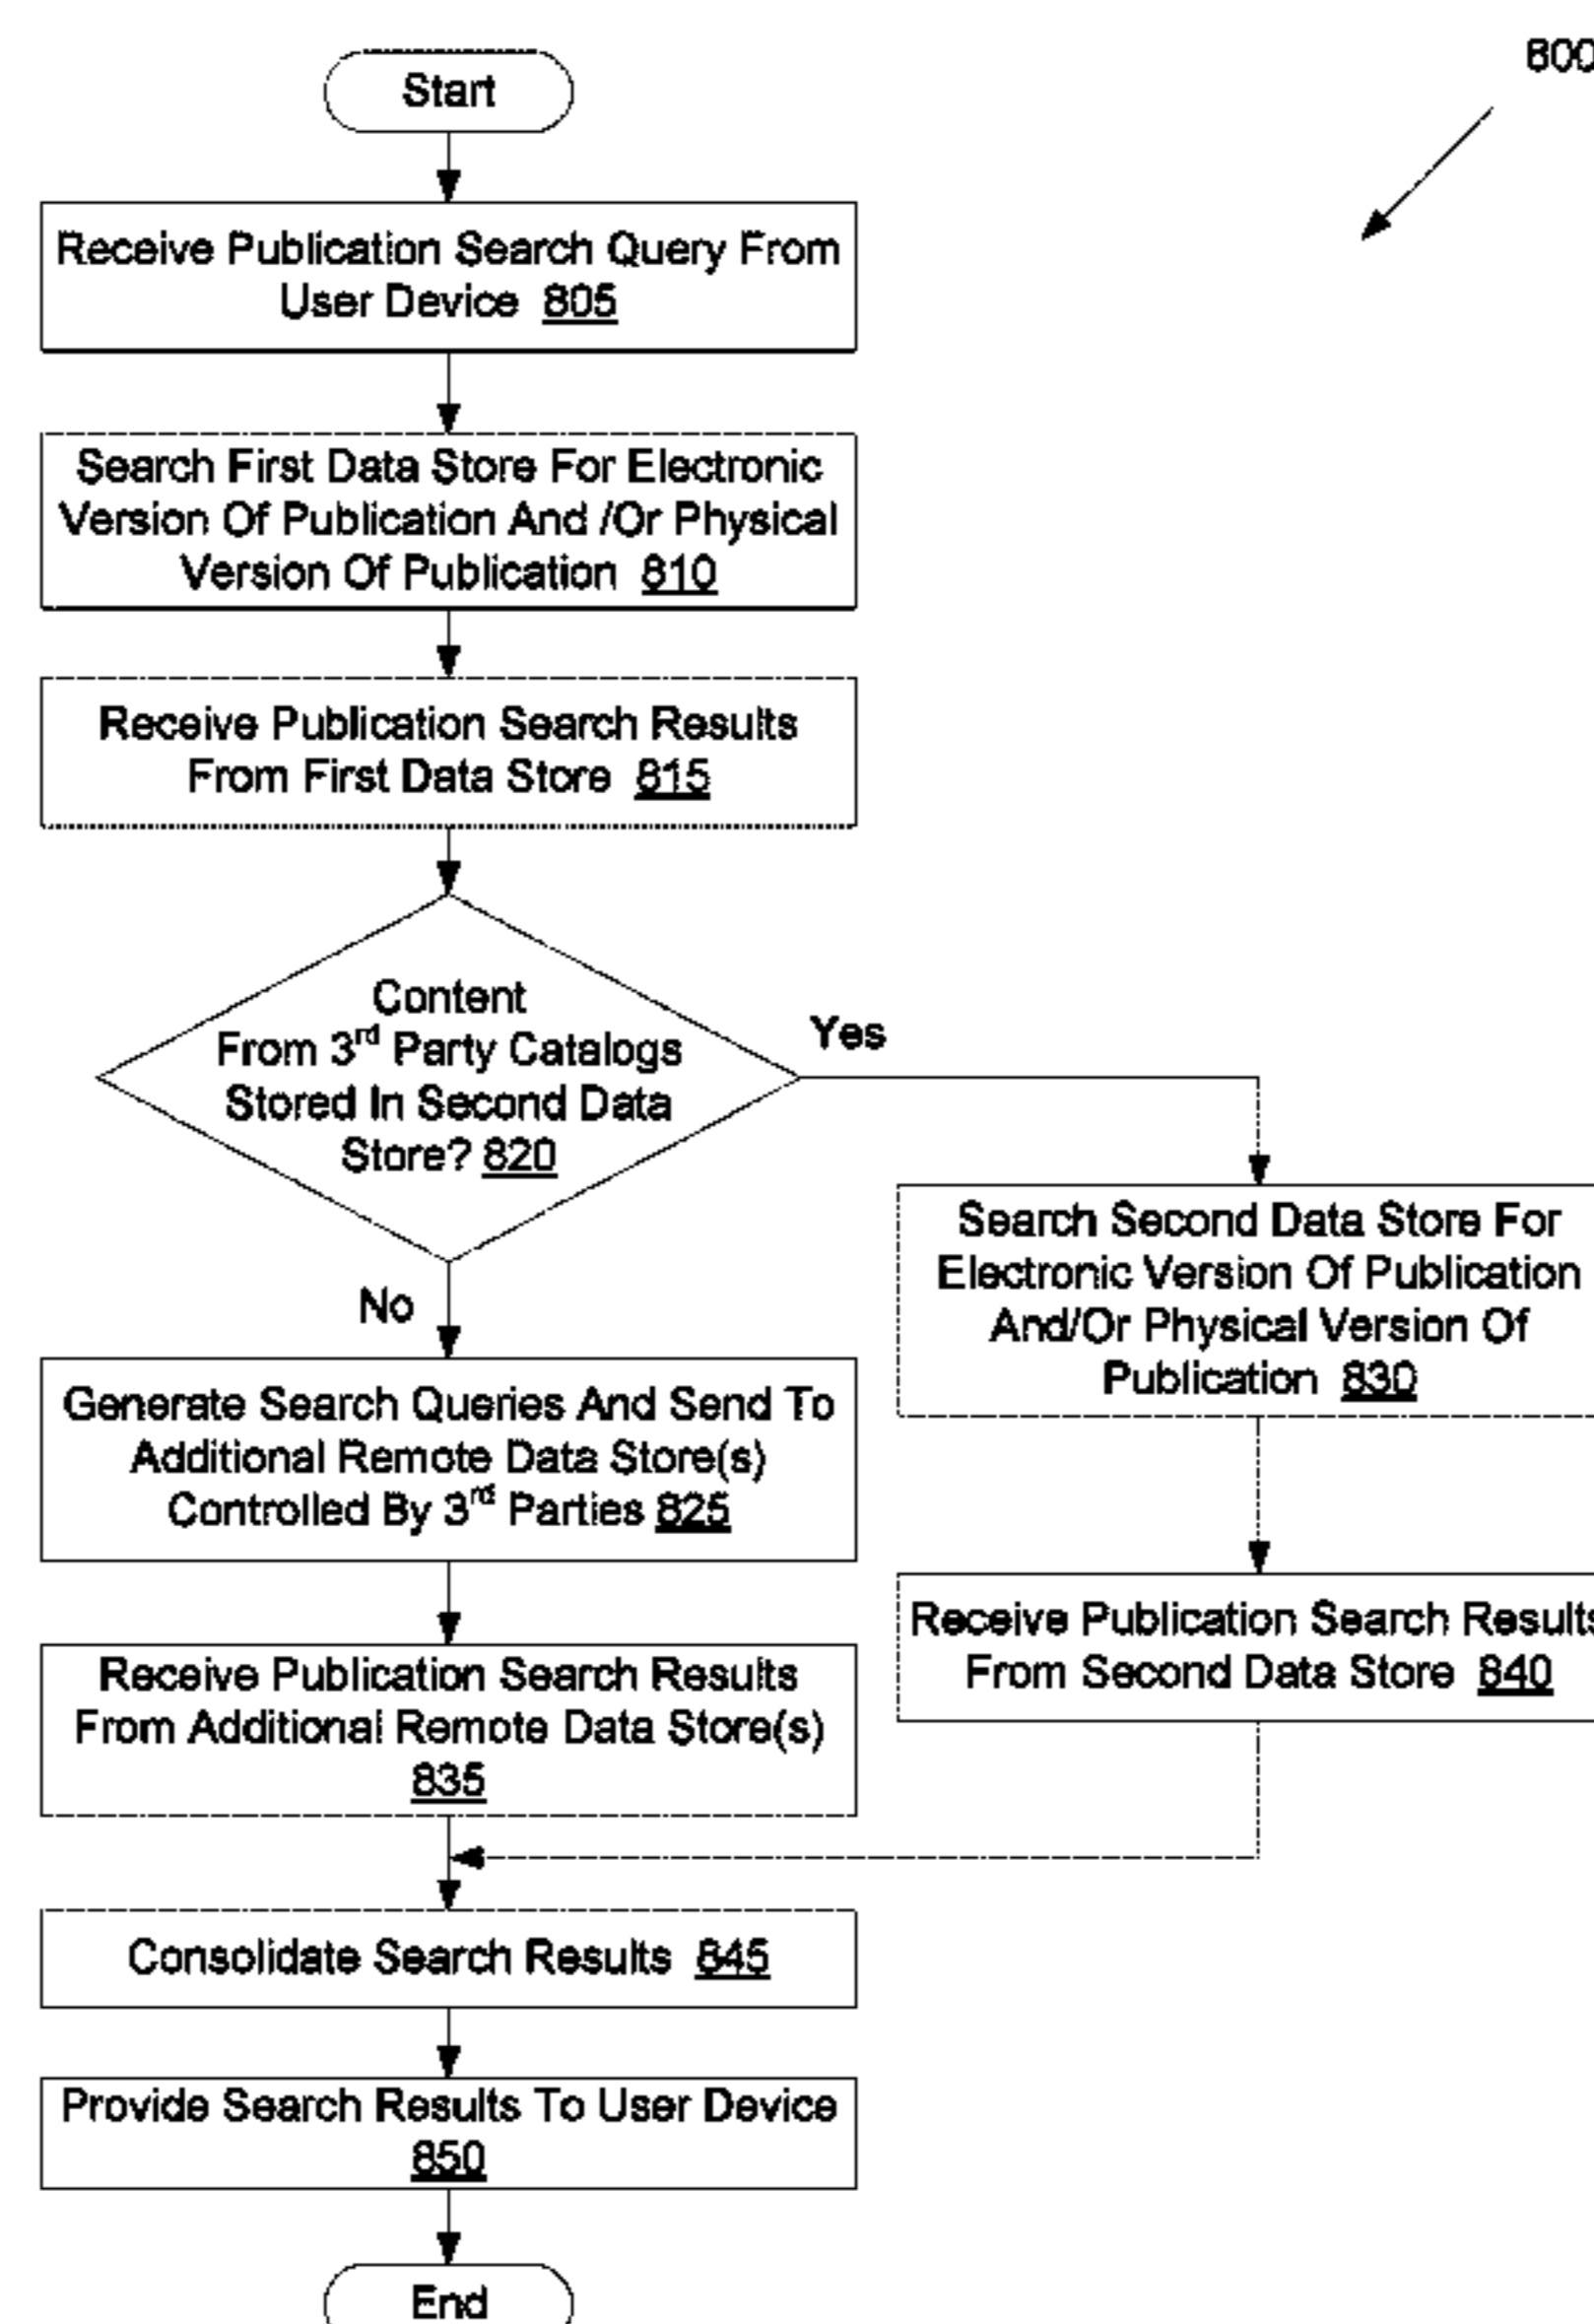 800
Start
Receive Publication Search Query From
User Device 805
Search First Data Store For Electronic
Version Of Publication And /Or Physical
Version Of Publication 810
Receive Publication Search Results
From First Data Store 815
Content
From 3rd Party Catalogs
Stored In Second Data
Store? 820
Yes
No
Search Second Data Store For
Electronic Version Of Publication
And/Or Physical Version Of
Publication 830
Generate Search Queries And Send To
Additional Remote Data Store(s)
Controlled By 3rd Parties 825
Receive Publication Search Results
From Second Data Store 840
Receive Publication Search Results
From Additional Remote Data Store(s)
835
Consolidate Search Results 845
Provide Search Results To User Device
850
End